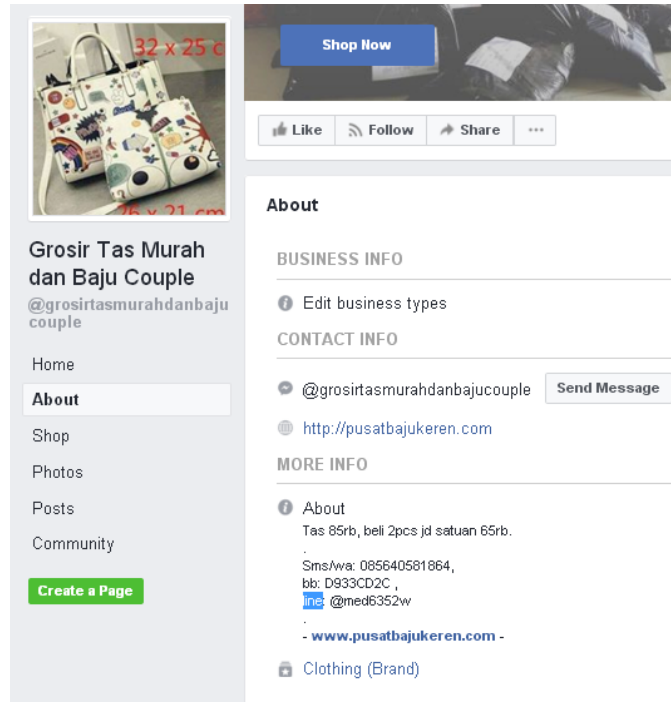 32 x 25 c
26 x 21 cm
Grosir Tas Murah
dan Baju Couple
@grosirtasmurahdanbaju
couple
Home
About
Shop
Photos
Posts
Community
Create a Page
Shop Now
Like
Follow
Share
...
About
BUSINESS INFO
Edit business types
CONTACT INFO
@grosirtasmurahdanbajucouple
Send Message
http://pusatbajukeren.com
MORE INFO
About
Tas 85rb, beli 2pcs jd satuan 65rb.
.
Sms/wa: 085640581864,
bb: D933CD2C ,
line: @med6352w
.
- www.pusatbajukeren.com -
Clothing (Brand)